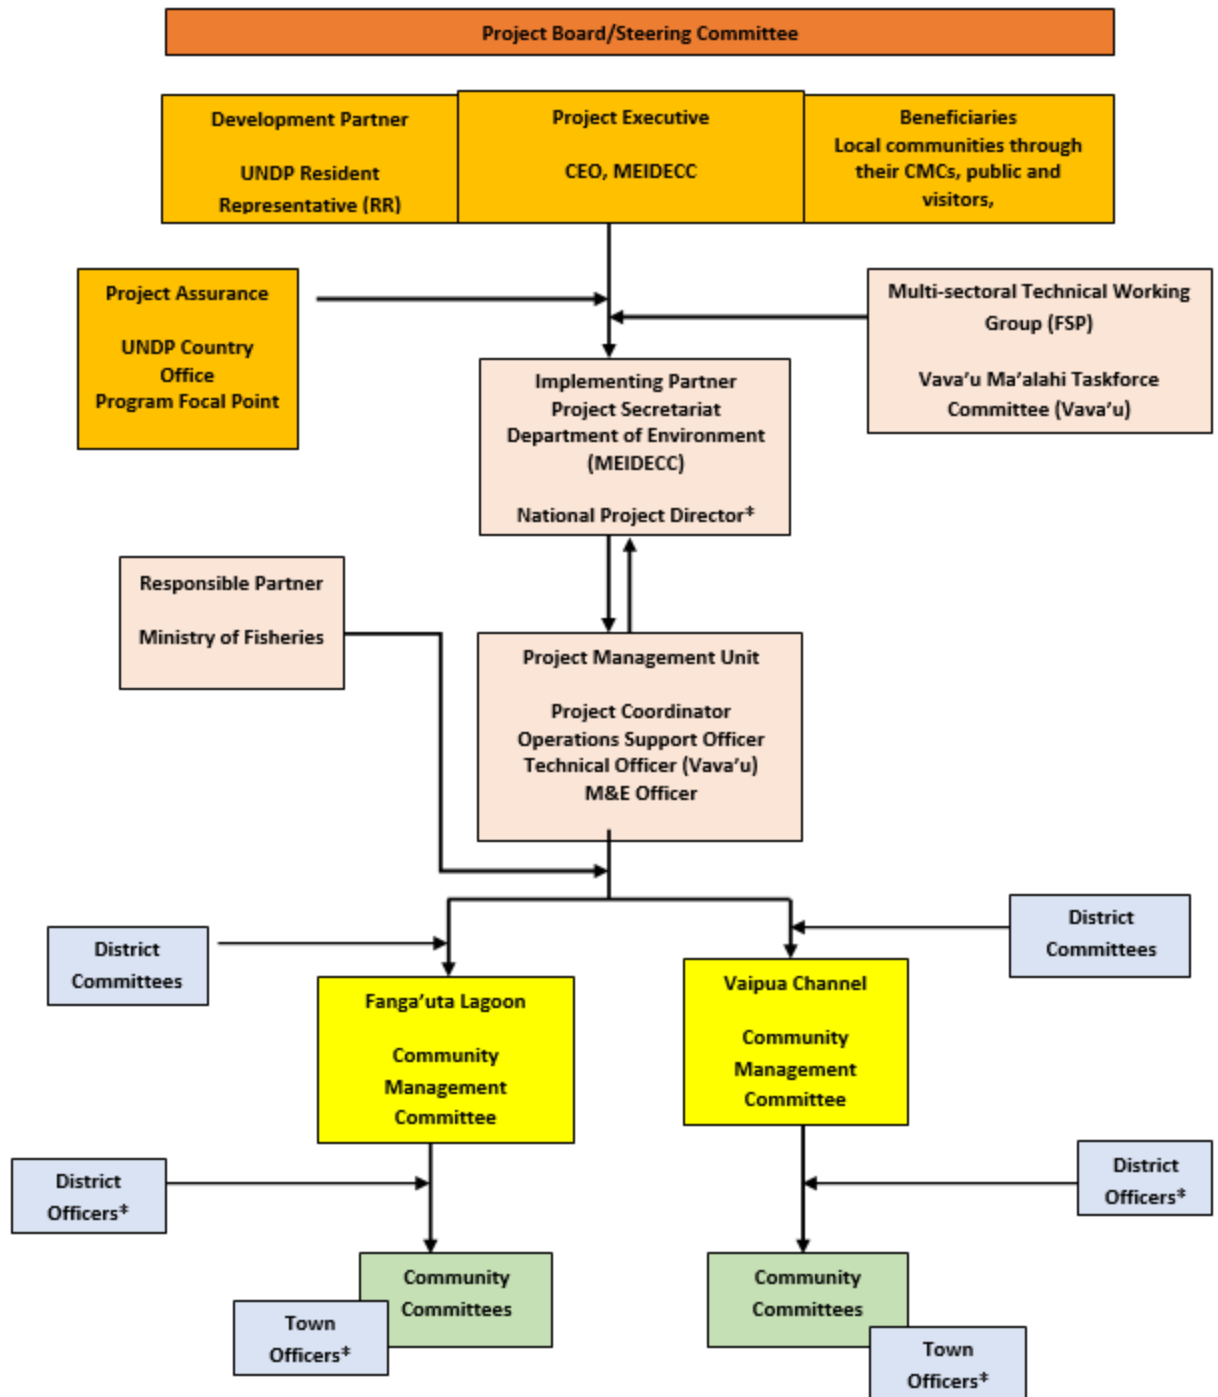 Project Board/Steering Committee
Development Partner
UNDP Resident
Representative (RR)
Project Executive
CEO, MEIDECC
Beneficiaries
Local communities through
their CMCs, public and
visitors,
Project Assurance
UNDP Country
Office
Program Focal Point
Multi-sectoral Technical Working
Group (FSP)
Vava’u Ma’alahi Taskforce
Committee (Vava’u)
Implementing Partner
Project Secretariat
Department of Environment
(MEIDECC)
National Project Director‡
Responsible Partner
Ministry of Fisheries
Project Management Unit
Project Coordinator
Operations Support Officer
Technical Officer (Vava’u)
M&E Officer
District
Committees
District
Committees
Fanga’uta Lagoon
Community
Management
Committee
Vaipua Channel
Community
Management
Committee
District
Officers‡
District
Officers‡
Community
Committees
Town
Officers‡
Community
Committees
Town
Officers‡